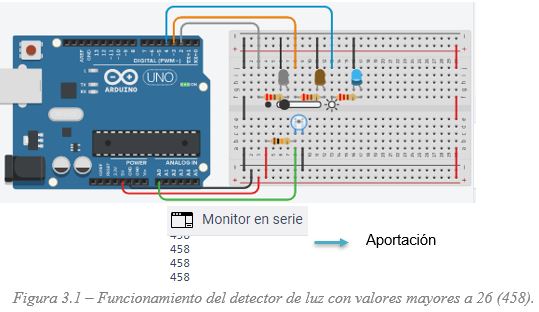 DIGITAL (PWM~)
UNO
ARDUINO
POWER
ANALOG IN
Monitor en serie
458
458
458
458
Aportación
Figura 3.1 – Funcionamiento del detector de luz con valores mayores a 26 (458).